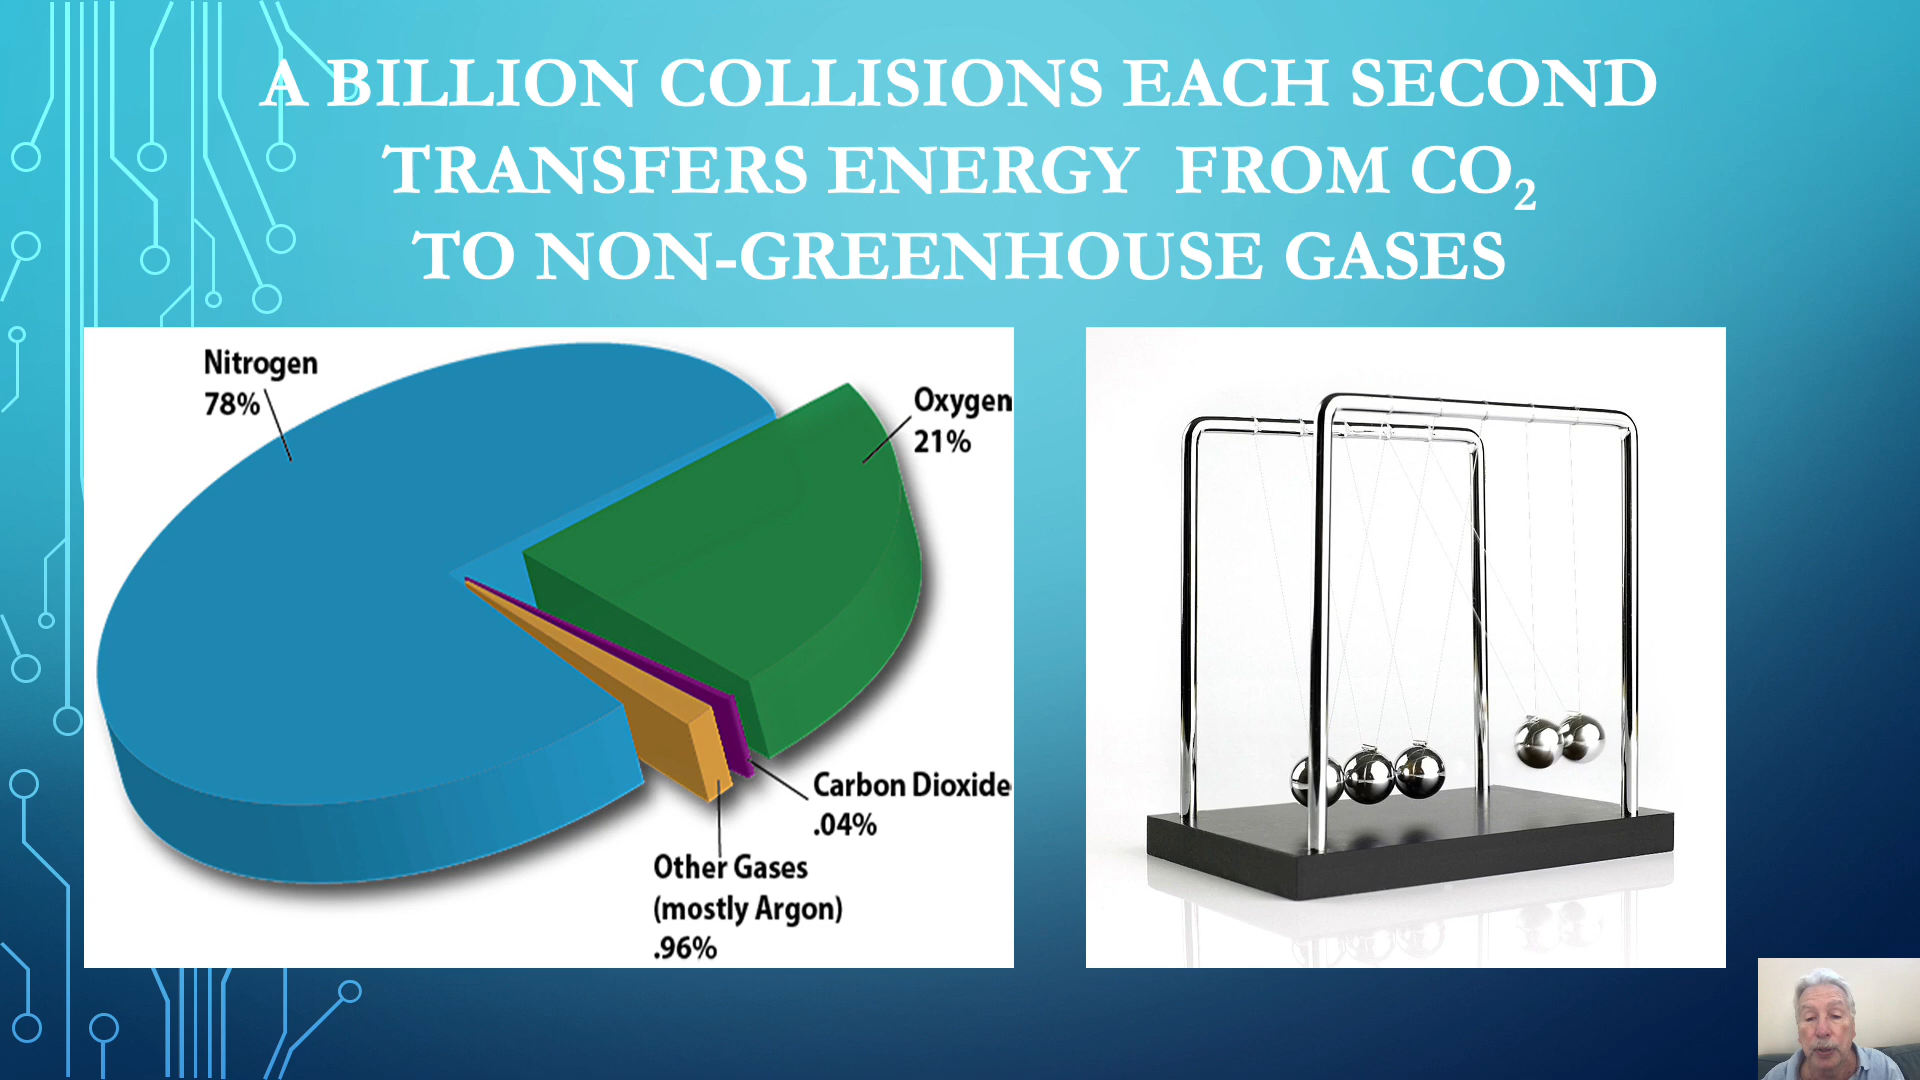 A BILLION COLLISIONS EACH SECOND
TRANSFERS ENERGY  FROM CO₂
TO NON-GREENHOUSE GASES
Nitrogen
78%
Oxygen
21%
Carbon Dioxide
.04%
Other Gases
(mostly Argon)
.96%